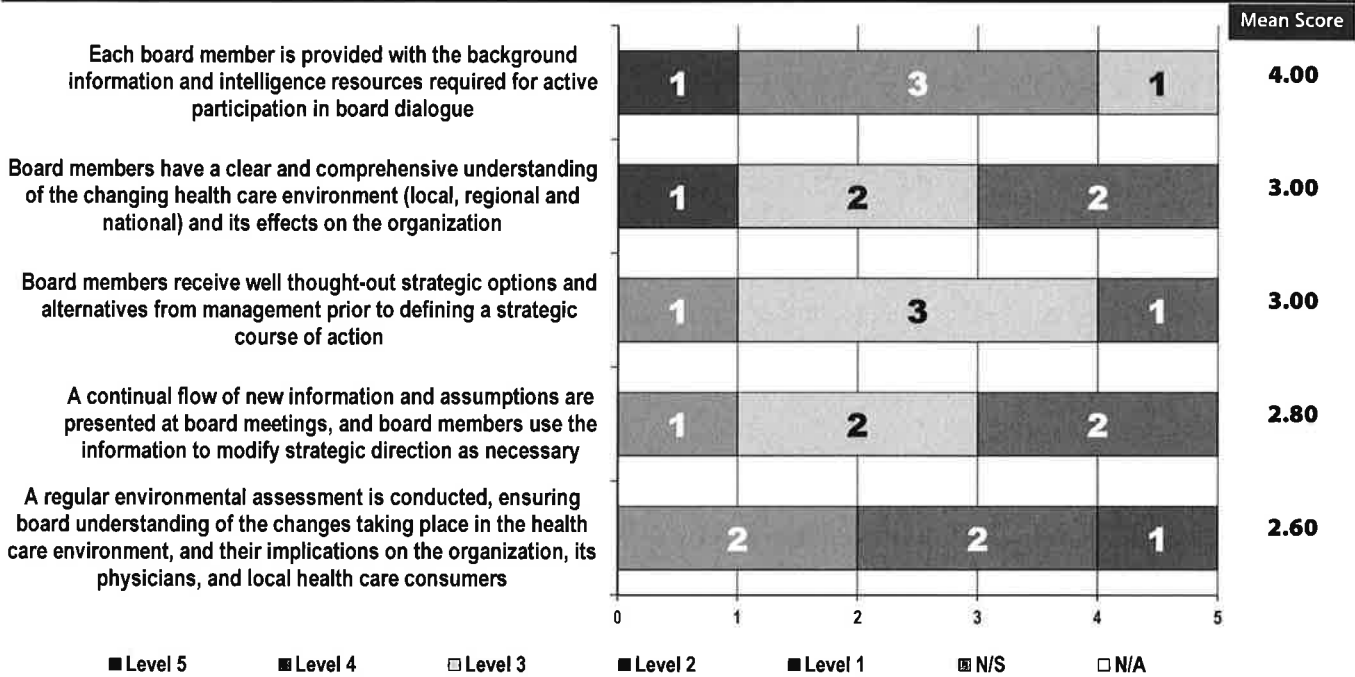 Mean Score
Each board member is provided with the background
information and intelligence resources required for active
participation in board dialogue
1 3 1
4.00
Board members have a clear and comprehensive understanding
of the changing health care environment (local, regional and
national) and its effects on the organization
1 2 2
3.00
Board members receive well thought-out strategic options and
alternatives from management prior to defining a strategic
course of action
1 3 1
3.00
A continual flow of new information and assumptions are
presented at board meetings, and board members use the
information to modify strategic direction as necessary
1 2 2
2.80
A regular environmental assessment is conducted, ensuring
board understanding of the changes taking place in the health
care environment, and their implications on the organization, its
physicians, and local health care consumers
2 2 1
2.60
0 1 2 3 4 5
Level 5 Level 4 Level 3 Level 2 Level 1 N/S N/A